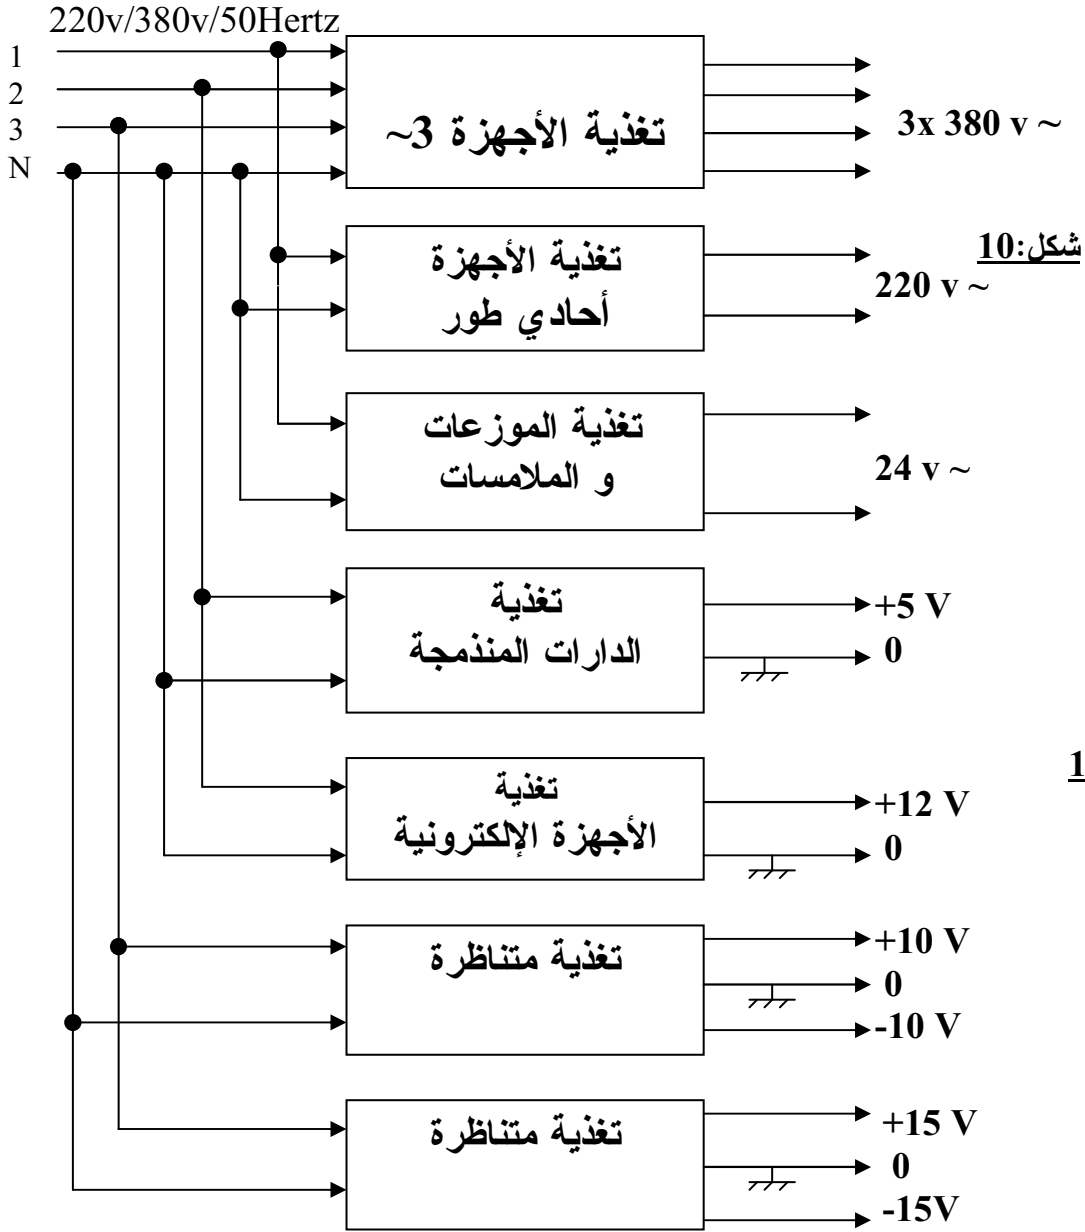 220v/380v/50Hertz
1
2
3
N
تغذية الأجهزة 3~
3x 380 v ~
شكل:10
تغذية الأجهزة
أحادي طور
220 v ~
تغذية الموزعات
و الملامسات
24 v ~
تغذية
الدارات المنذمجة
+5 V
0
1
تغذية
الأجهزة الإلكترونية
+12 V
0
تغذية متناظرة
+10 V
0
-10 V
تغذية متناظرة
+15 V
0
-15V